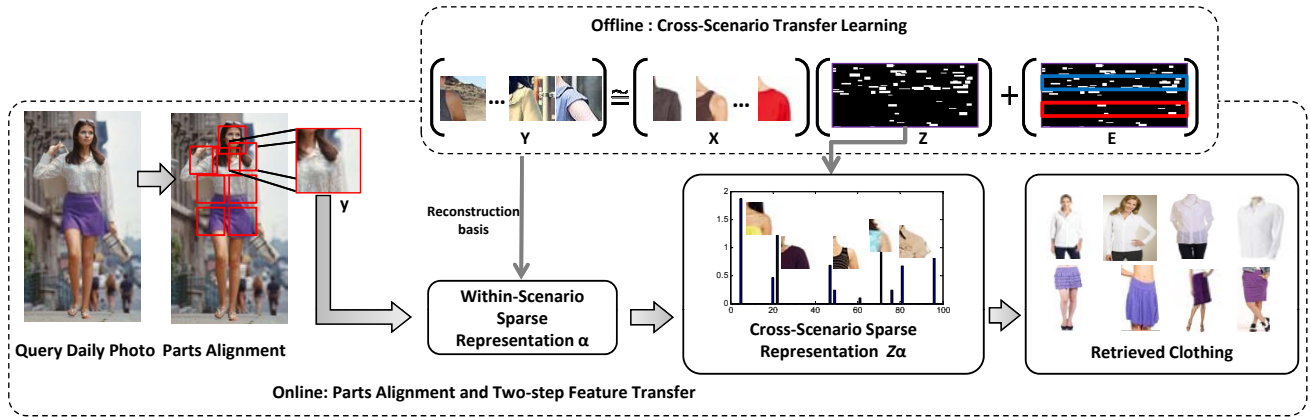 Offline : Cross-Scenario Transfer Learning
... ≅ ... +
Y X Z E
y
Reconstruction
basis
2
1.5
1
0.5
0
0 20 40 60 80 100
Within-Scenario
Sparse
Representation α
Cross-Scenario Sparse
Representation Zα
Query Daily Photo
Parts Alignment
Retrieved Clothing
Online: Parts Alignment and Two-step Feature Transfer